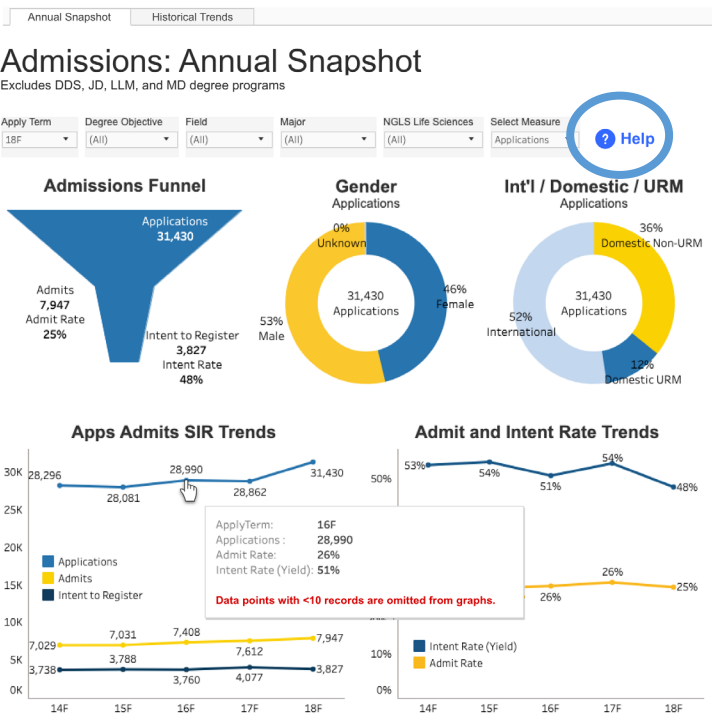 Annual Snapshot
Historical Trends
Admissions: Annual Snapshot
Excludes DDS, JD, LLM, and MD degree programs
Apply Term
Degree Objective
Field
Major
NGLS Life Sciences
Select Measure
18F
(All)
(All)
(All)
(All)
Applications
? Help
Admissions Funnel
Applications
31,430
Admits
7,947
Admit Rate
25%
Intent to Register
3,827
Intent Rate
48%
Gender
Applications
0%
Unknown
46%
Female
31,430
Applications
53%
Male
Int'l / Domestic / URM
Applications
36%
Domestic Non-URM
31,430
Applications
52%
International
12%
Domestic URM
Apps Admits SIR Trends
30K
25K
20K
15K
10K
5K
0K
28,296
28,081
28,990
28,862
31,430
Applications
Admits
Intent to Register
7,029
7,031
7,408
7,612
7,947
3,738
3,788
3,760
4,077
3,827
14F
15F
16F
17F
18F
ApplyTerm: 16F
Applications : 28,990
Admit Rate: 26%
Intent Rate (Yield): 51%
Data points with <10 records are omitted from graphs.
Admit and Intent Rate Trends
50%
10%
0%
53%
54%
51%
54%
48%
26%
26%
25%
Intent Rate (Yield)
Admit Rate
14F
15F
16F
17F
18F